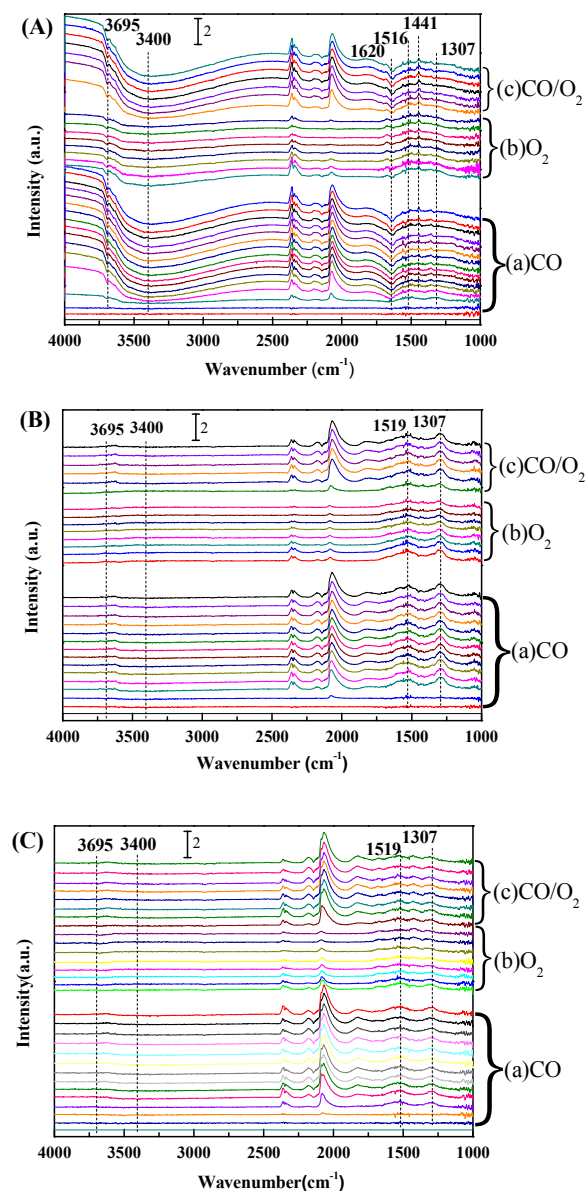 (A)
3695
3400
2
1620
1516
1441
1307
(c)CO/O2
(b)O2
(a)CO
Intensity (a.u.)
4000 3500 3000 2500 2000 1500 1000
Wavenumber (cm-1)
(B)
3695 3400
2
1519
1307
(c)CO/O2
(b)O2
(a)CO
Intensity (a.u.)
4000 3500 3000 2500 2000 1500 1000
Wavenumber (cm-1)
(C)
3695 3400
2
1519
1307
(c)CO/O2
(b)O2
(a)CO
Intensity(a.u.)
4000 3500 3000 2500 2000 1500 1000
Wavenumber(cm-1)